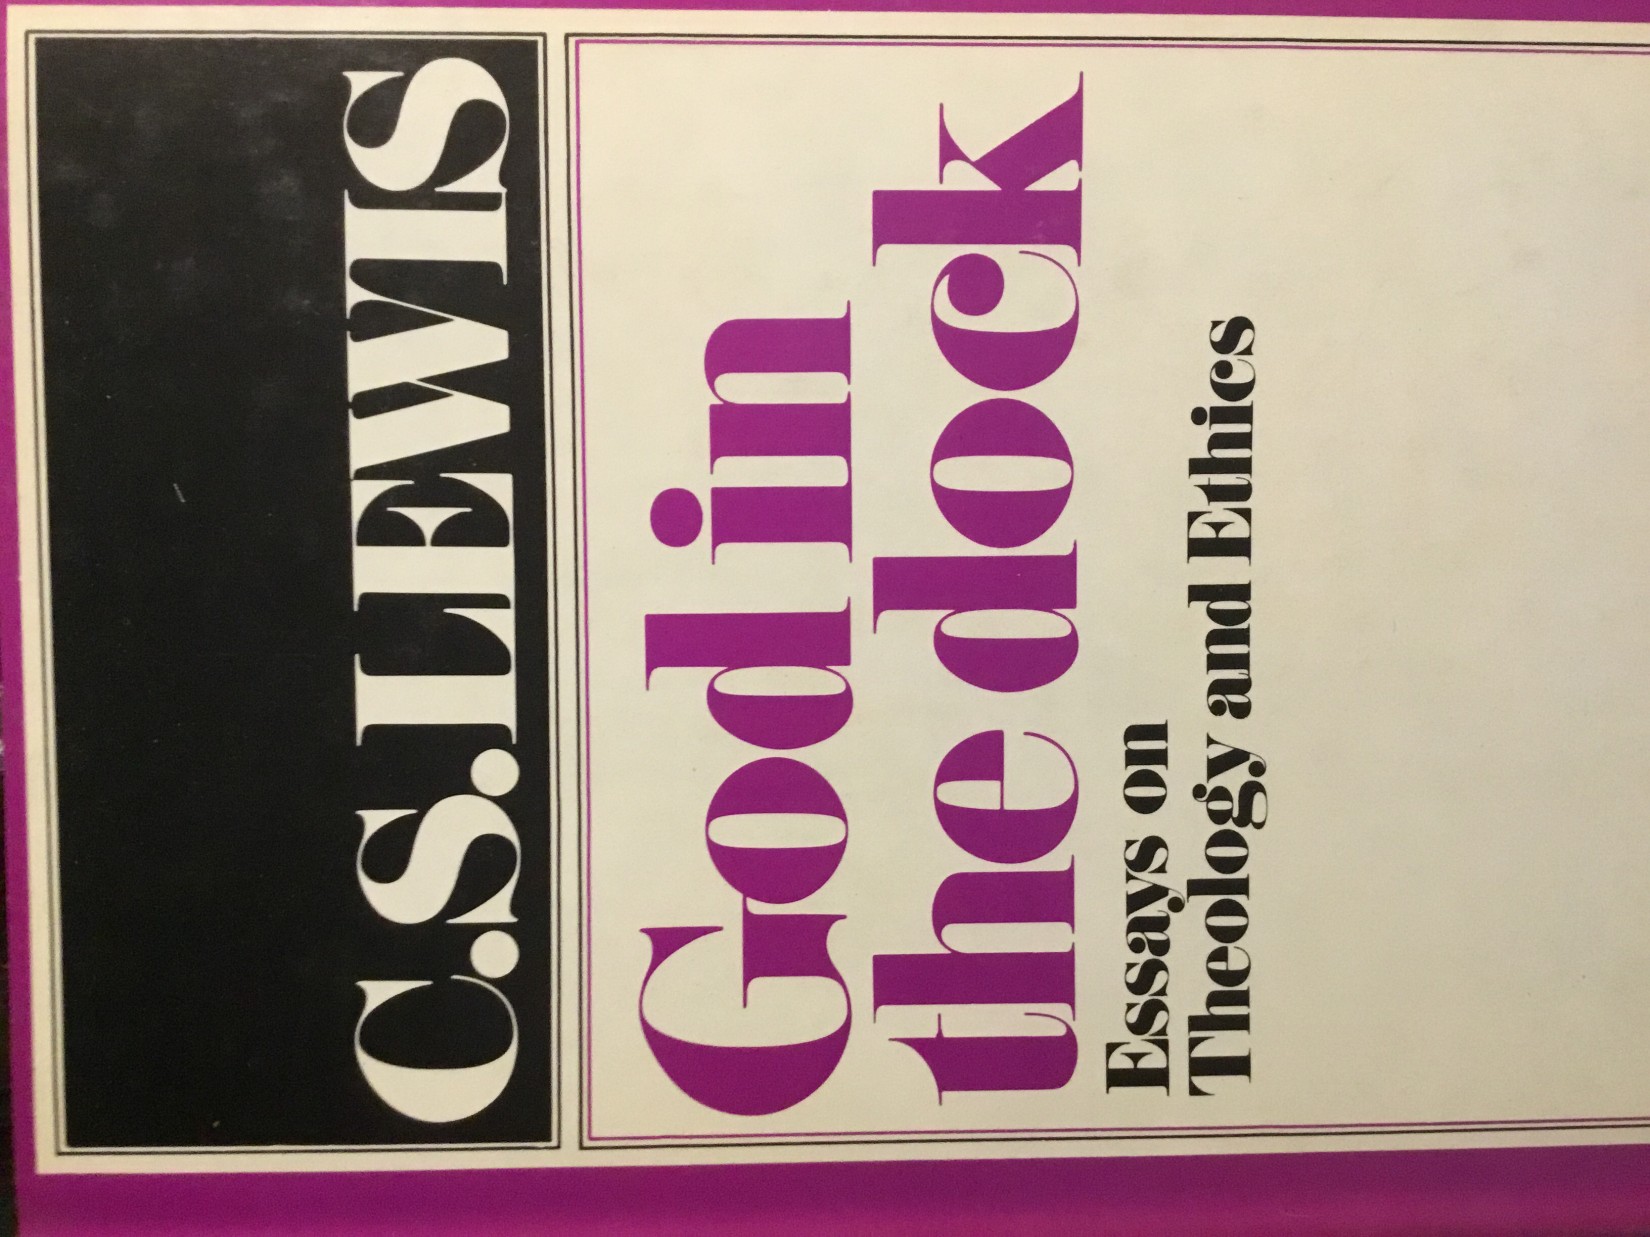 C.S. LEWIS
God in
the dock
Essays on
Theology and Ethics